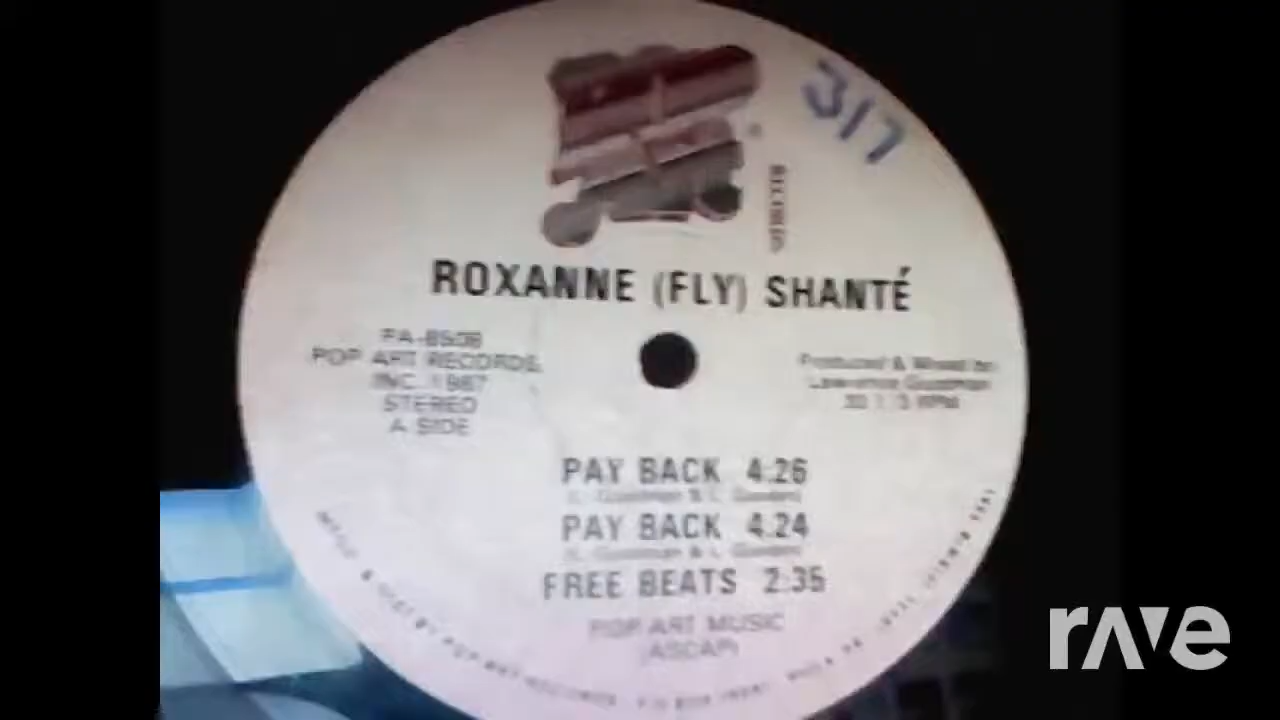 317
RECORDS
ROXANNE (FLY) SHANTÉ
PA-8508
POP ART RECORDS,
INC. 1987
STEREO
A SIDE
Produced & Mixed by:
Lawrence Goodman
33 1/3 RPM
PAY BACK 4:26
PAY BACK 4:24
FREE BEATS 2:35
POP ART MUSIC
(ASCAP)
rave